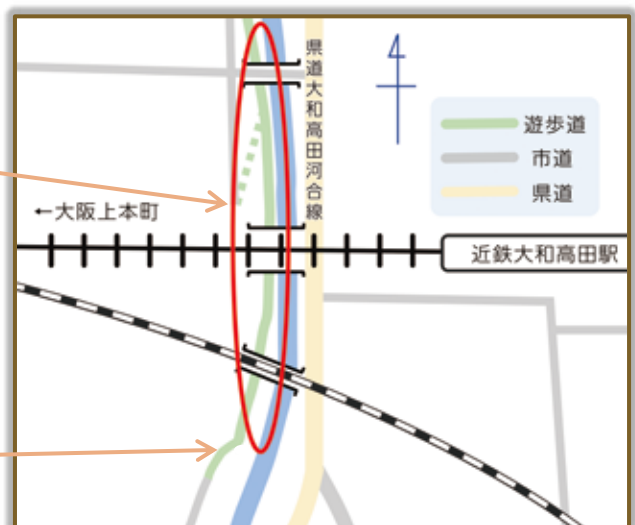 県道大和高田河合線
遊歩道
市道
県道
←大阪上本町
近鉄大和高田駅